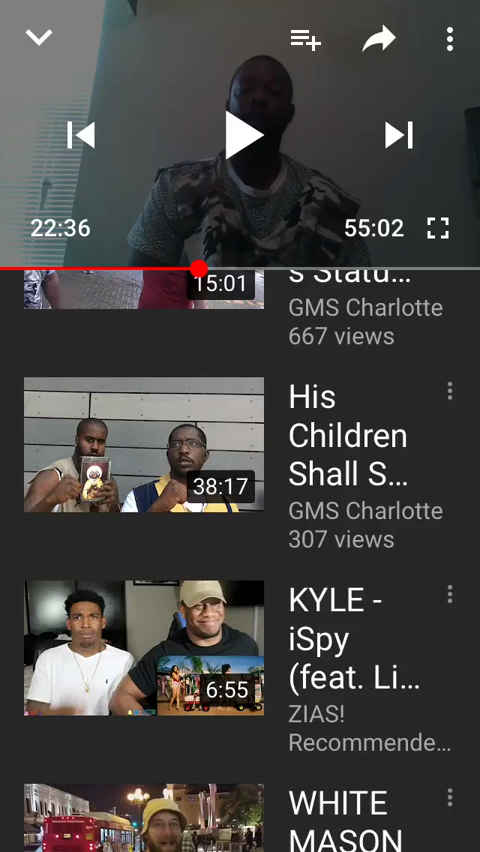 22:36
55:02
15:01
s Statu...
GMS Charlotte
667 views
38:17
His
Children
Shall S...
GMS Charlotte
307 views
6:55
KYLE -
iSpy
(feat. Li...
ZIAS!
Recommende...
WHITE
MASON